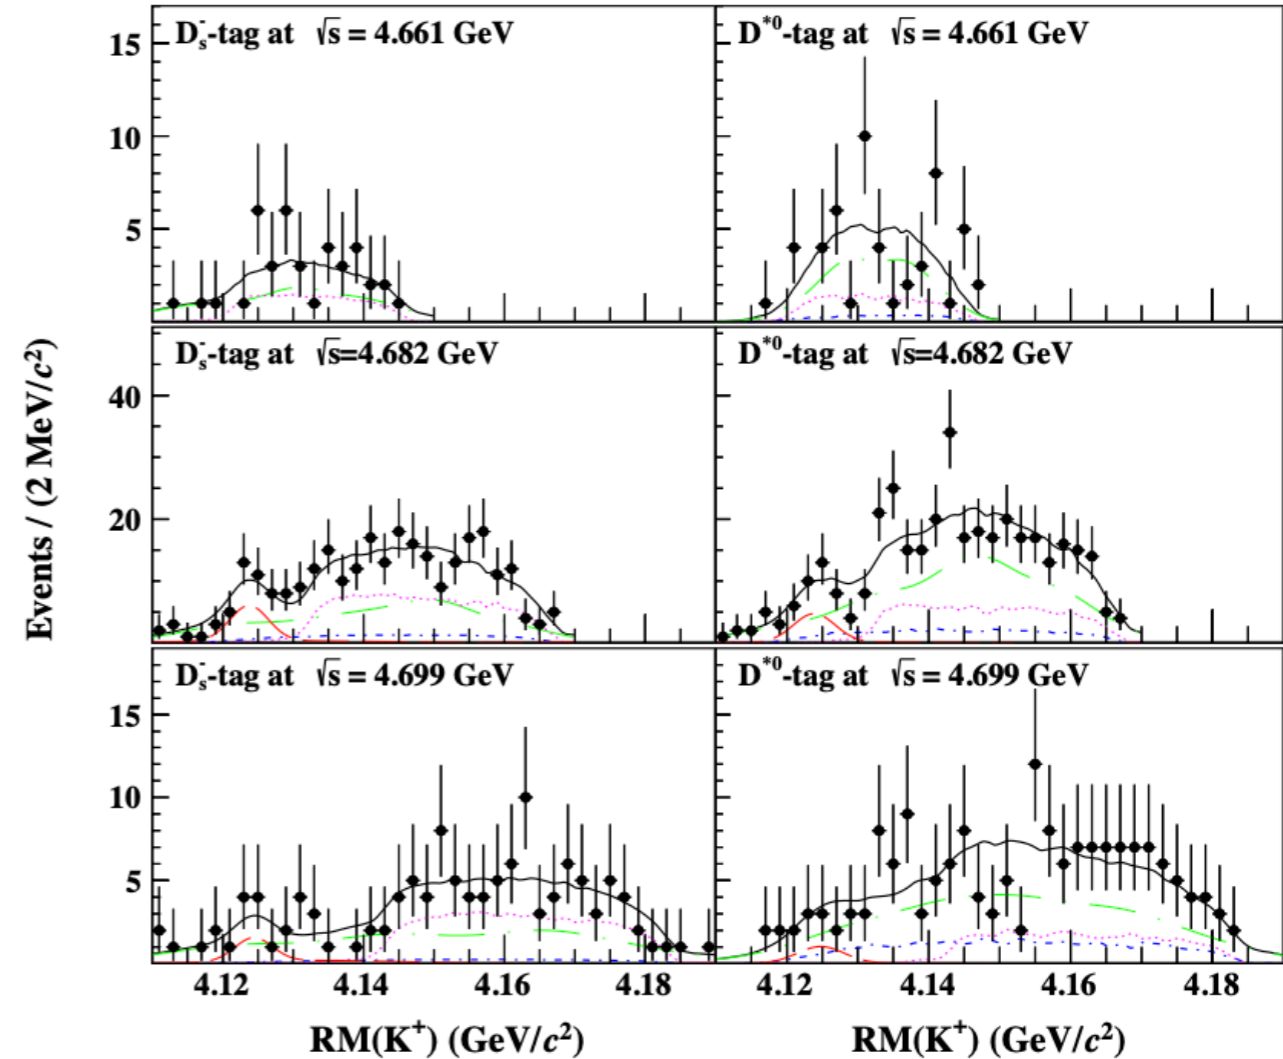 D_s^--tag at √s = 4.661 GeV
D^{*0}-tag at √s = 4.661 GeV
15
10
5
D_s^--tag at √s=4.682 GeV
D^{*0}-tag at √s=4.682 GeV
40
20
D_s^--tag at √s = 4.699 GeV
D^{*0}-tag at √s = 4.699 GeV
15
10
5
Events / (2 MeV/c²)
4.12 4.14 4.16 4.18
4.12 4.14 4.16 4.18
RM(K⁺) (GeV/c²)
RM(K⁺) (GeV/c²)